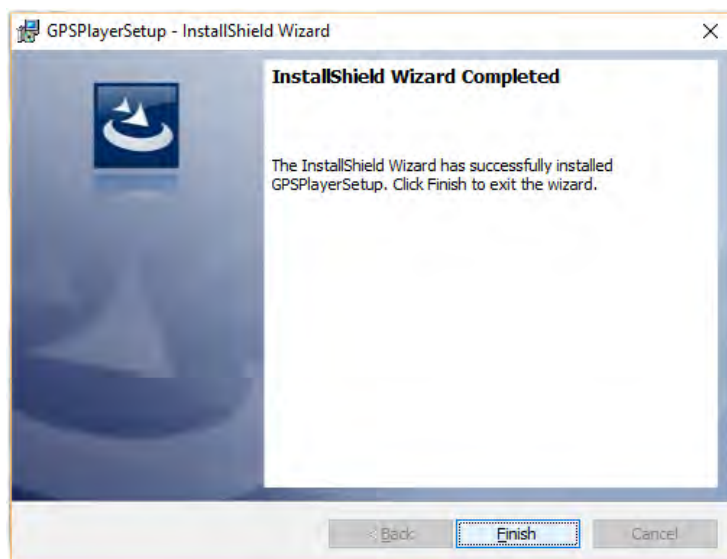 GPSPlayerSetup - InstallShield Wizard
InstallShield Wizard Completed
The InstallShield Wizard has successfully installed
GPSPlayerSetup. Click Finish to exit the wizard.
< Back
Finish
Cancel